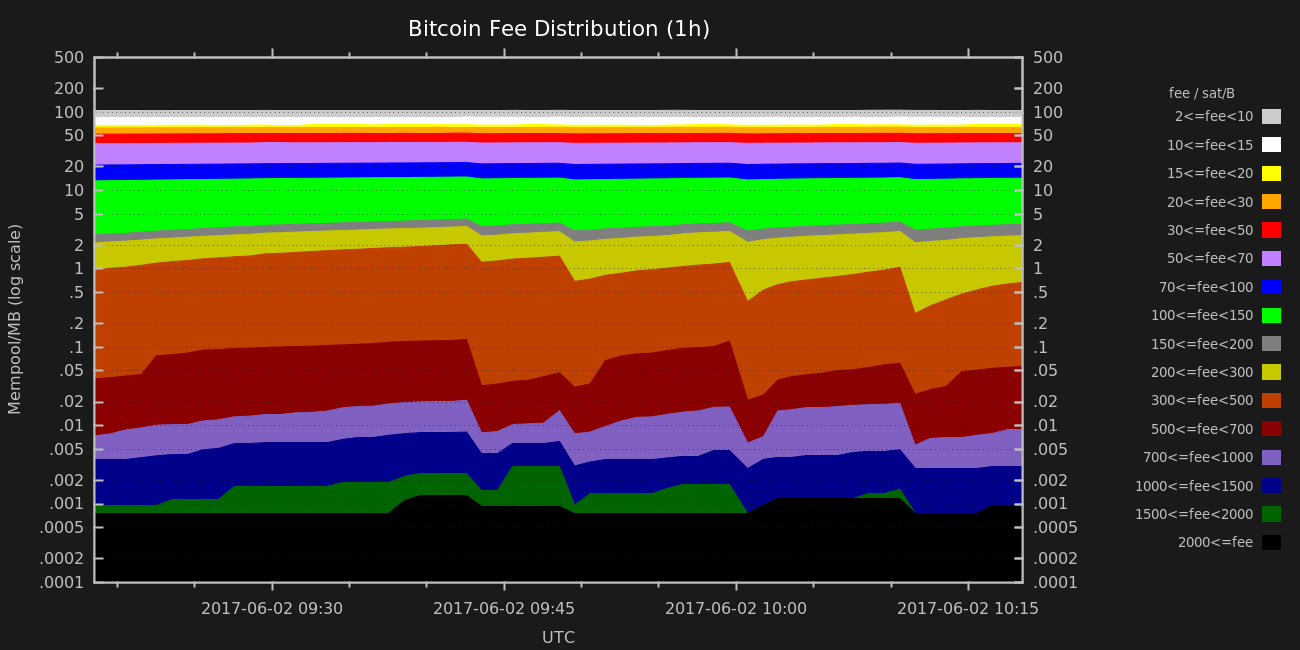 Bitcoin Fee Distribution (1h)
Mempool/MB (log scale)
500
200
100
50
20
10
5
2
1
.5
.2
.1
.05
.02
.01
.005
.002
.001
.0005
.0002
.0001
500
200
100
50
20
10
5
2
1
.5
.2
.1
.05
.02
.01
.005
.002
.001
.0005
.0002
.0001
fee / sat/B
2<=fee<10
10<=fee<15
15<=fee<20
20<=fee<30
30<=fee<50
50<=fee<70
70<=fee<100
100<=fee<150
150<=fee<200
200<=fee<300
300<=fee<500
500<=fee<700
700<=fee<1000
1000<=fee<1500
1500<=fee<2000
2000<=fee
2017-06-02 09:30 2017-06-02 09:45 2017-06-02 10:00 2017-06-02 10:15
UTC